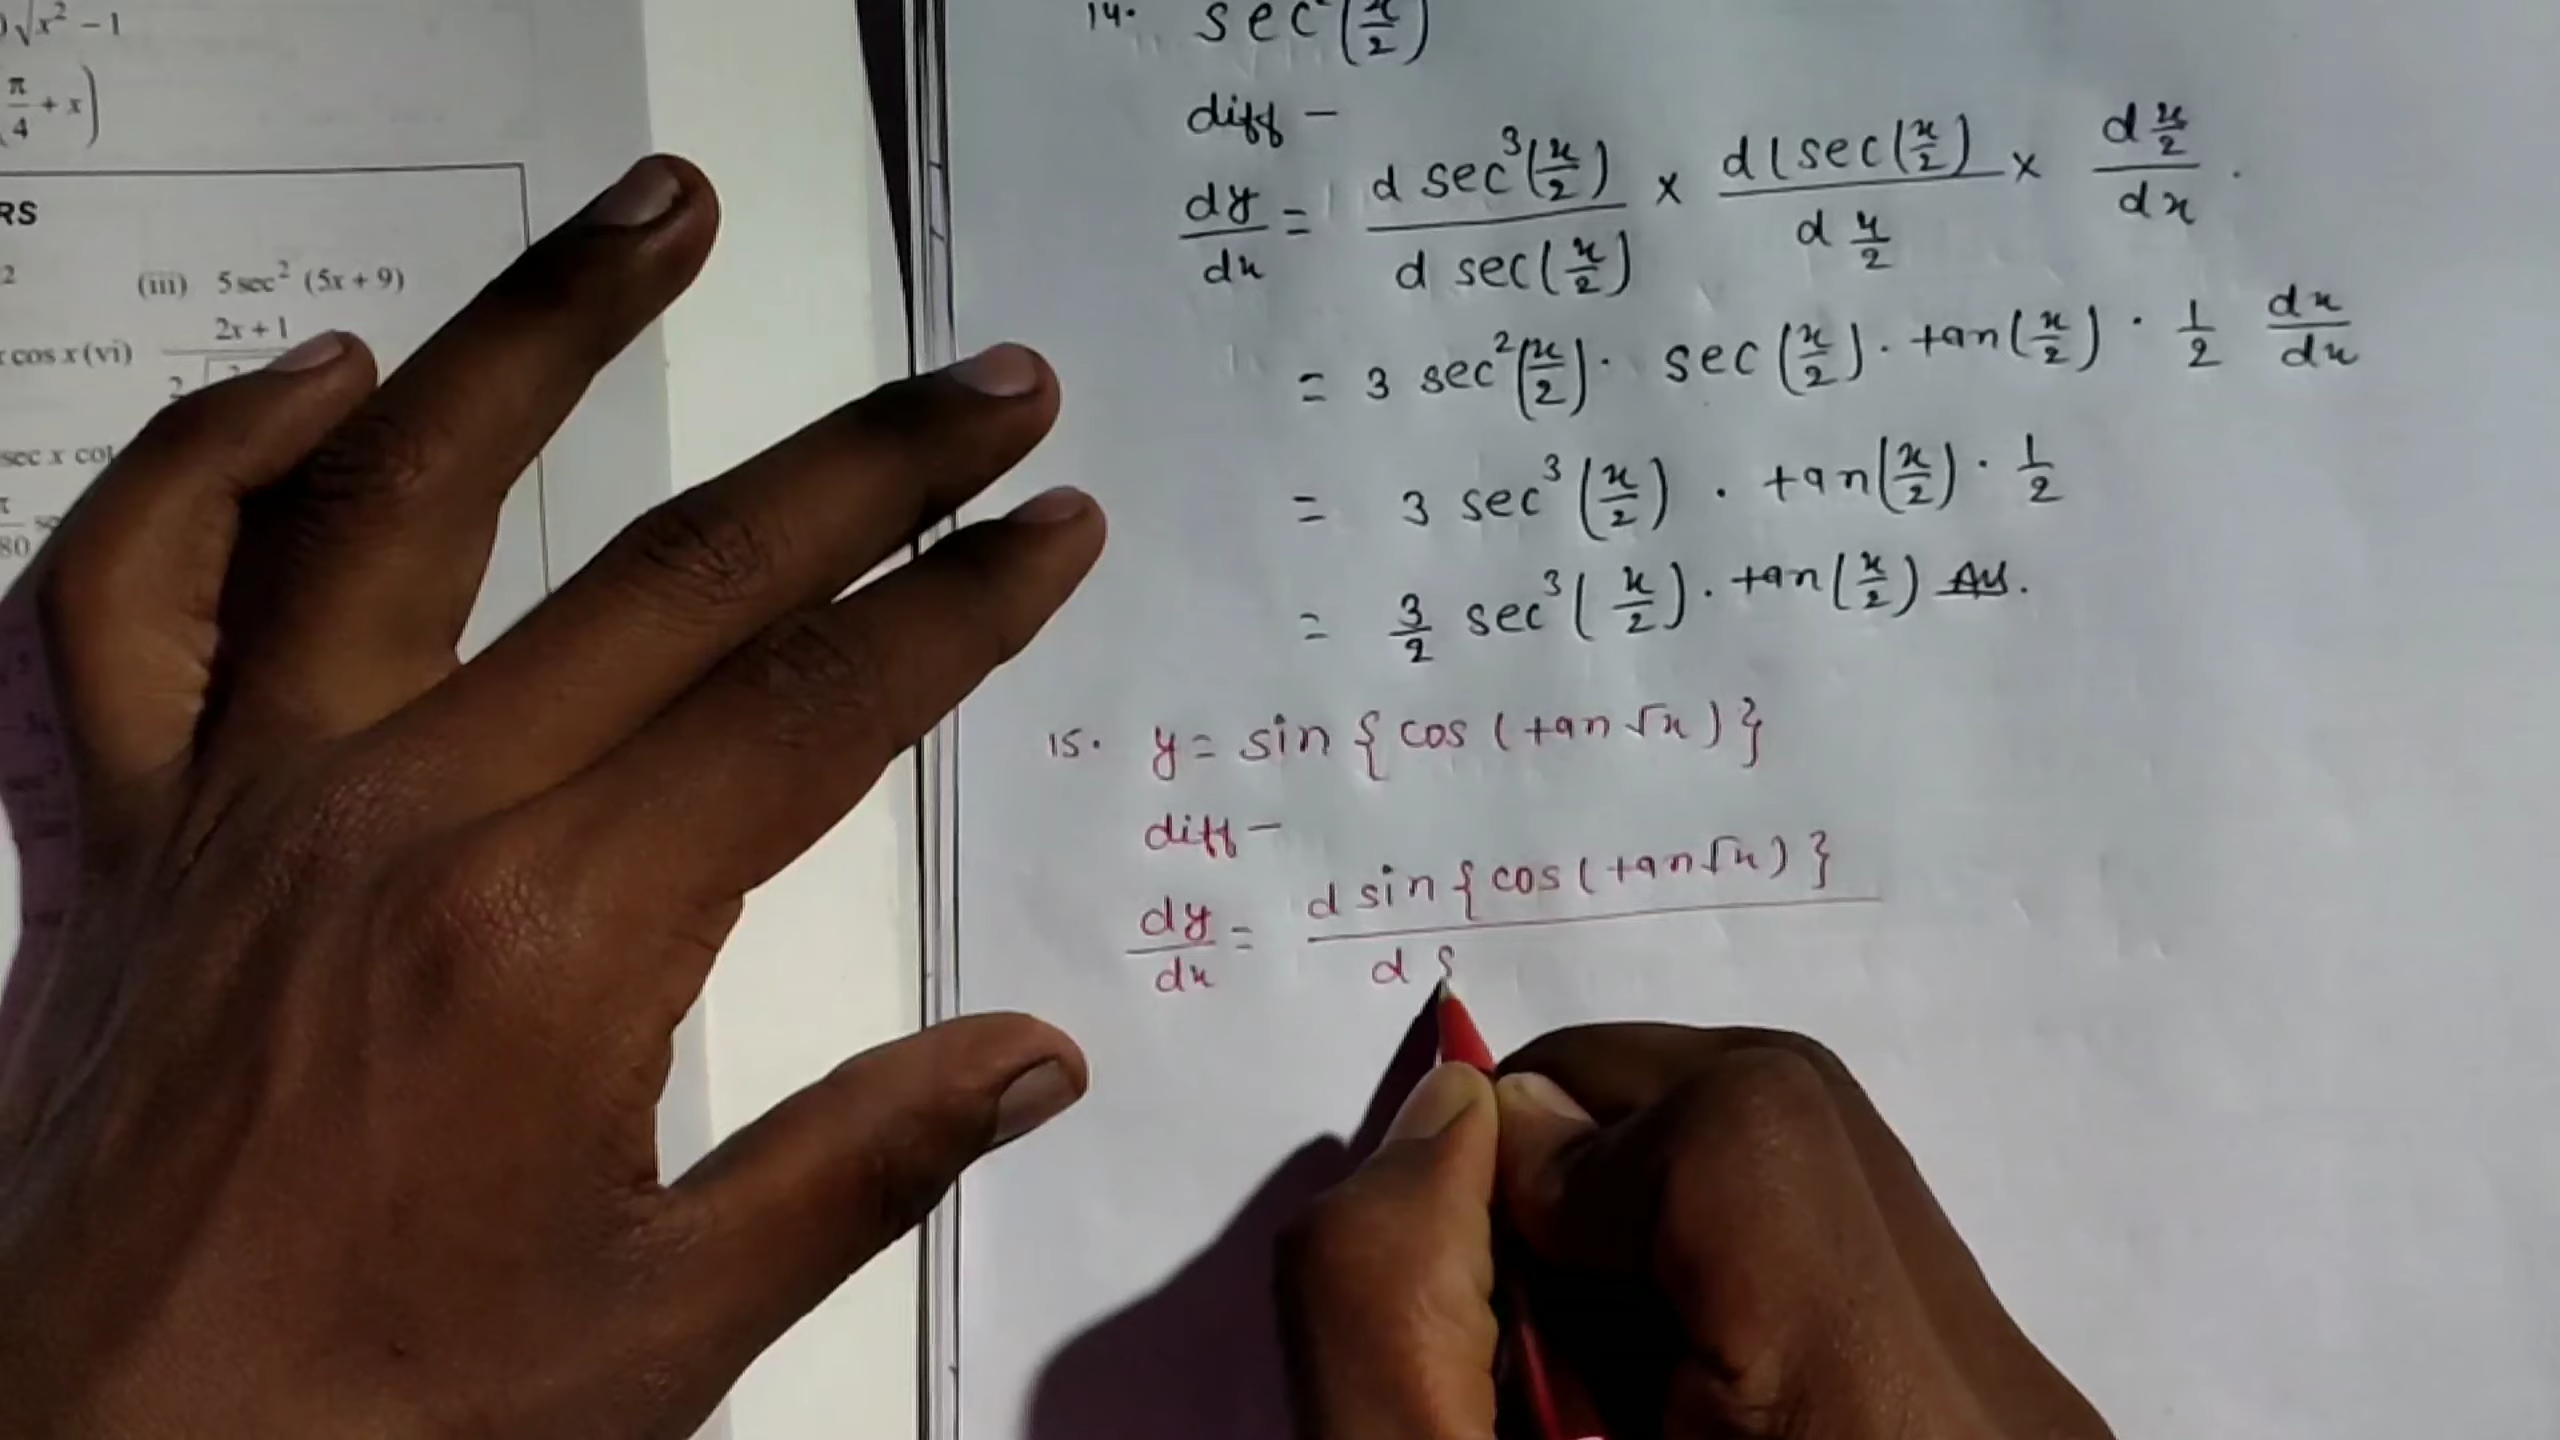 √x² − 1
π/4 + x)
RS
2 (iii) 5 sec² (5x + 9)
cos x (vi) 2x + 1
2
sec x
80
14. sec (x/2)
diff –
dy/dx = d sec³(x/2) / d sec(x/2) × d(sec(x/2) / d x/2 × d x/2 / dx .
= 3 sec²(x/2) · sec(x/2) · tan(x/2) · 1/2 dx/dx
= 3 sec³(x/2) · tan(x/2) · 1/2
= 3/2 sec³(x/2) · tan(x/2) Ans.
15. y = sin { cos (tan √x ) }
diff –
dy/dx = d sin { cos (tan √x ) } / d {